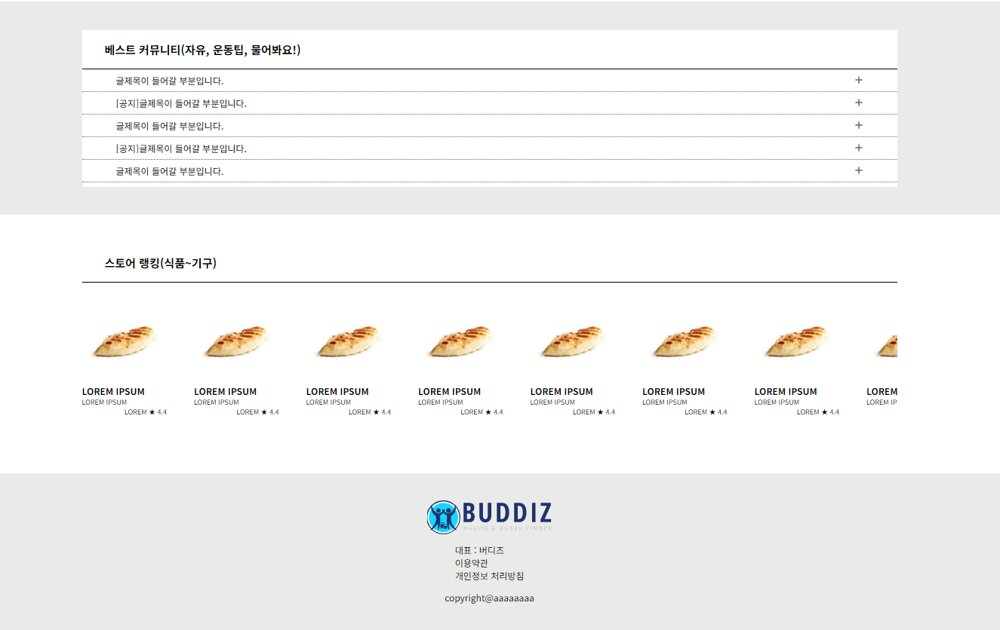 베스트 커뮤니티(자유, 운동팁, 물어봐요!)
글제목이 들어갈 부분입니다.
[공지]글제목이 들어갈 부분입니다.
글제목이 들어갈 부분입니다.
[공지]글제목이 들어갈 부분입니다.
글제목이 들어갈 부분입니다.
스토어 랭킹(식품~기구)
LOREM IPSUM LOREM IPSUM LOREM IPSUM LOREM IPSUM LOREM IPSUM LOREM IPSUM LOREM IPSUM LOREM
LOREM IPSUM LOREM IPSUM LOREM IPSUM LOREM IPSUM LOREM IPSUM LOREM IPSUM LOREM IPSUM LOREM IP
LOREM ★ 4.4 LOREM ★ 4.4 LOREM ★ 4.4 LOREM ★ 4.4 LOREM ★ 4.4 LOREM ★ 4.4 LOREM ★ 4.4
BUDDIZ
Health & Buddy FINDER
대표 : 버디즈
이용약관
개인정보 처리방침
copyright@aaaaaaaa